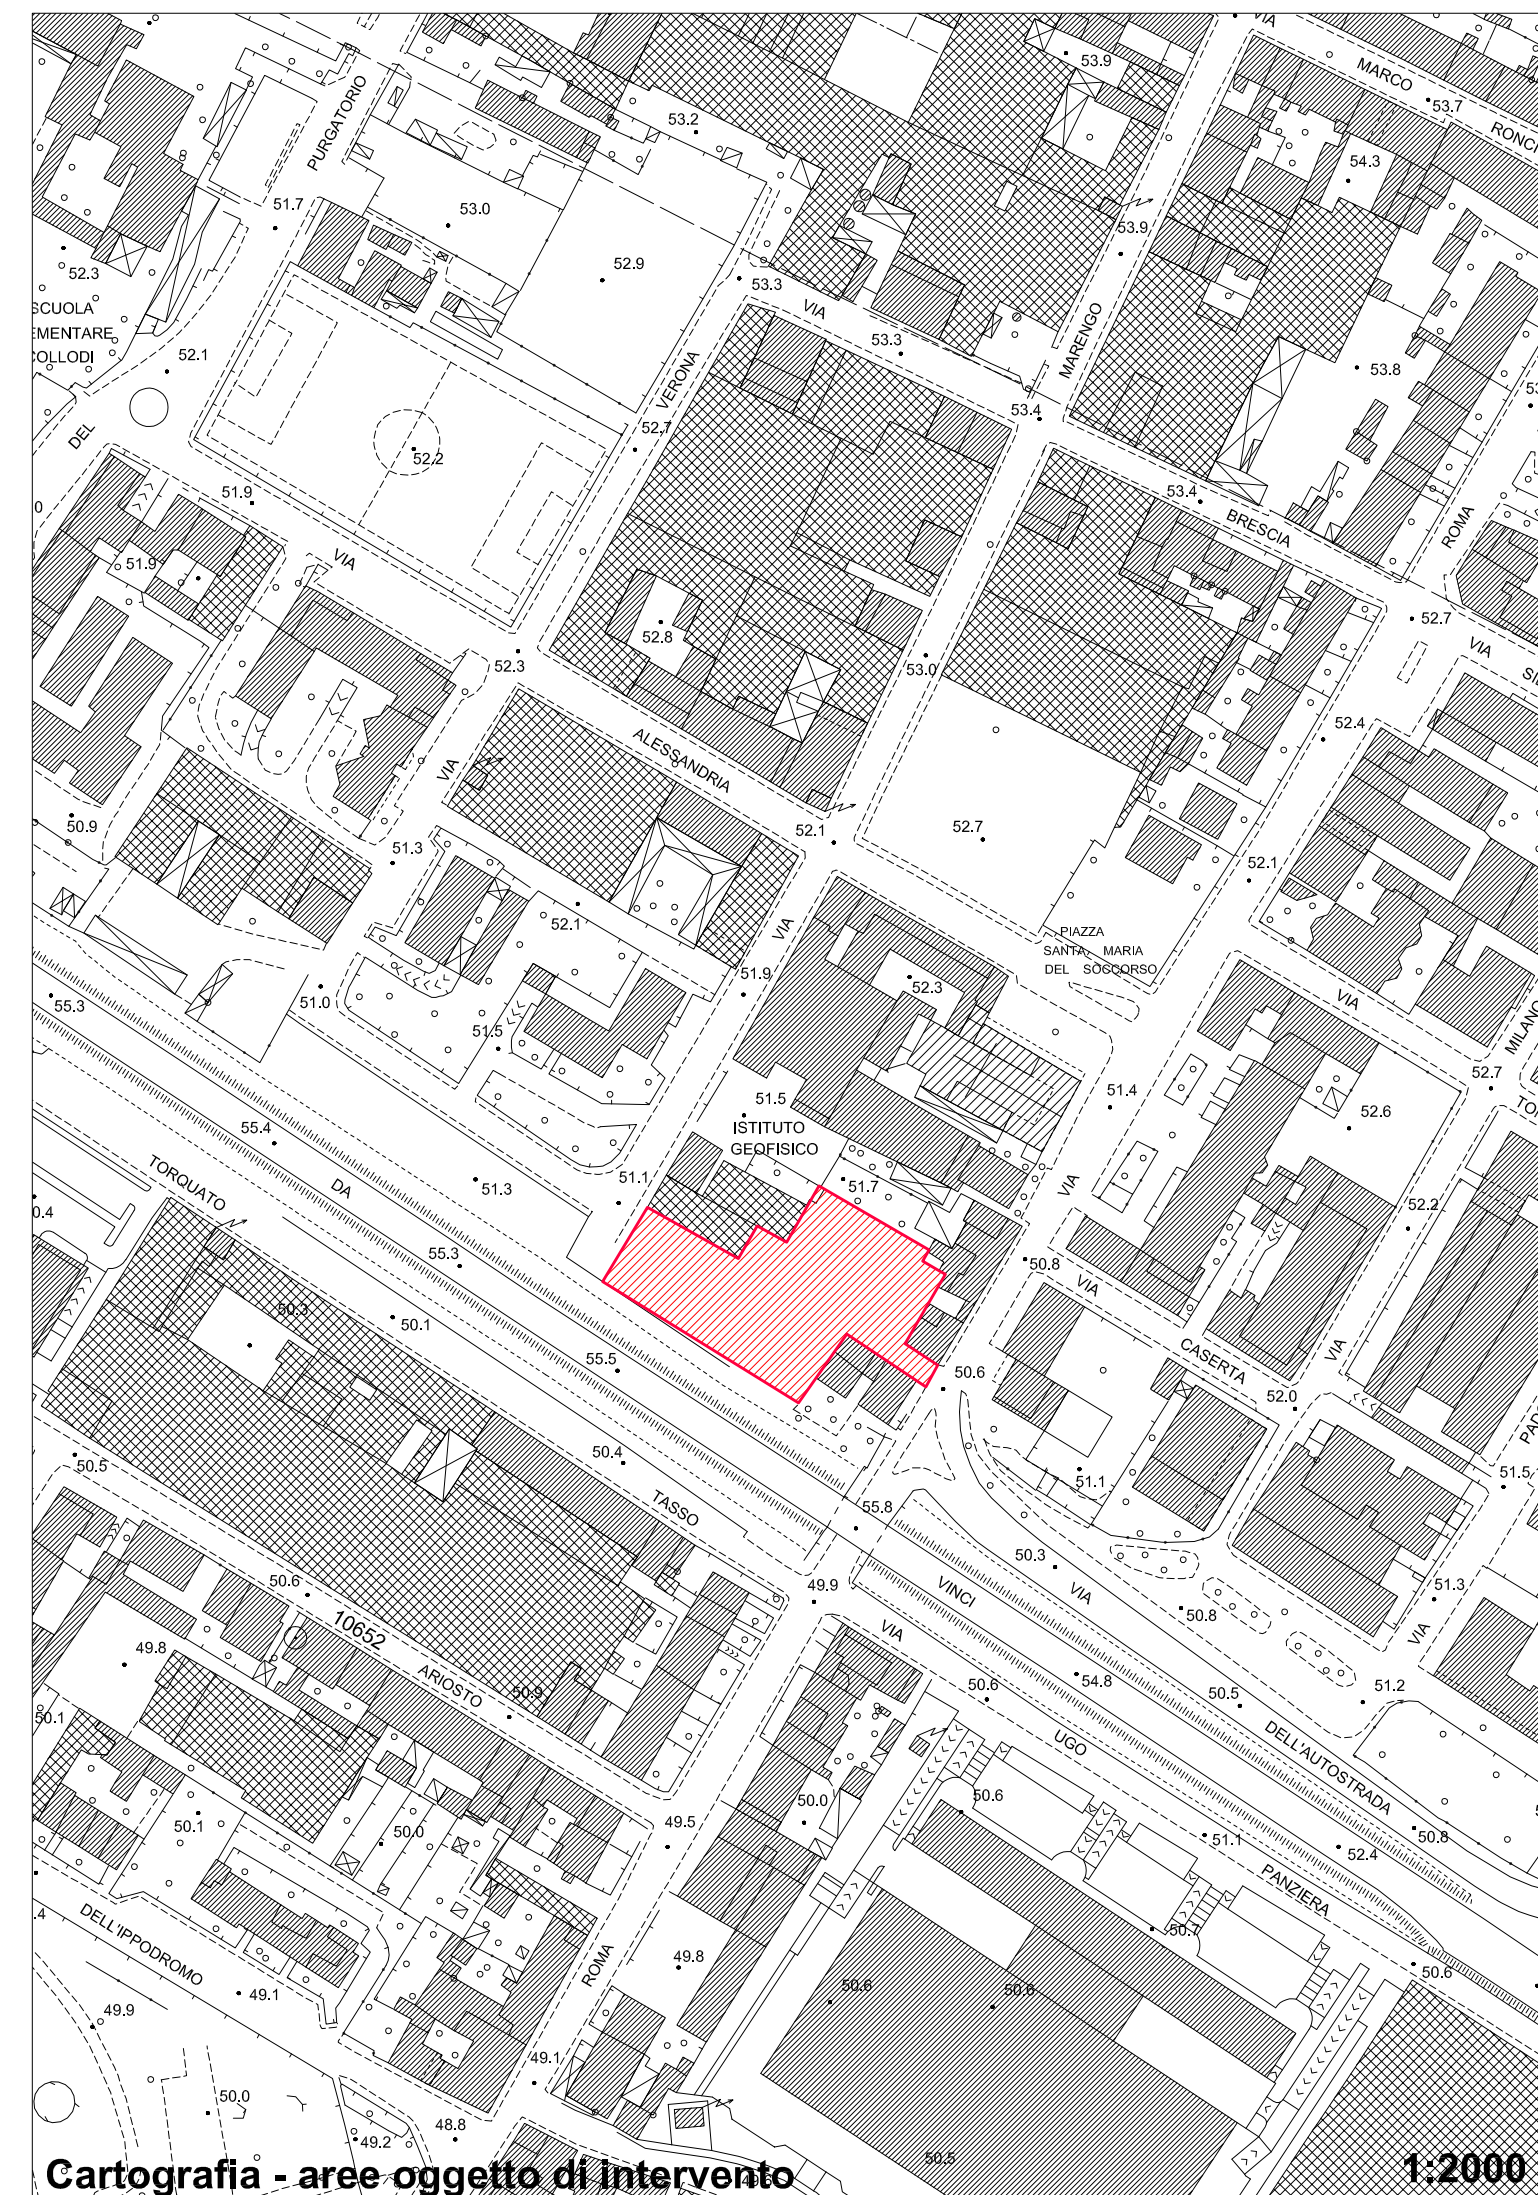 VIA
MARCO
RONCI
53.9
53.7
53.2
54.3
PURGATORIO
51.7
53.0
53.9
52.9
52.3
53.3
VIA
SCUOLA
EMENTARE
COLLODI
52.1
53.3
MARENGO
53.8
VERONA
53.4
52.7
DEL
52.2
51.9
53.4
BRESCIA
ROMA
VIA
51.9
52.8
52.7
VIA
52.3
53.0
52.4
ALESSANDRIA
VIA
50.9
51.3
52.1
52.7
52.1
52.1
VIA
PIAZZA
SANTA MARIA
DEL SOCCORSO
51.9
52.3
55.3
51.0
51.5
VIA
MILANO
52.7
51.4
51.5
52.6
ISTITUTO
GEOFISICO
55.4
TORQUATO
DA
51.3
51.1
51.7
VIA
52.2
55.3
50.8
VIA
50.3
50.1
55.5
50.6
CASERTA
VIA
52.0
50.5
50.4
51.1
51.5
TASSO
55.8
50.3
50.6
49.9
VINCI
VIA
50.8
51.3
10652
VIA
VIA
49.8
ARIOSTO
50.9
50.6
54.8
50.5
51.2
50.1
UGO
DELL'AUTOSTRADA
50.1
50.0
49.5
50.0
50.6
51.1
52.4
50.8
PANZIERA
DELL'IPPODROMO
49.8
50.7
ROMA
50.6
49.9
49.1
50.6
50.6
49.1
50.0
48.8
49.2
50.5
Cartografia - aree oggetto di intervento
1:2000